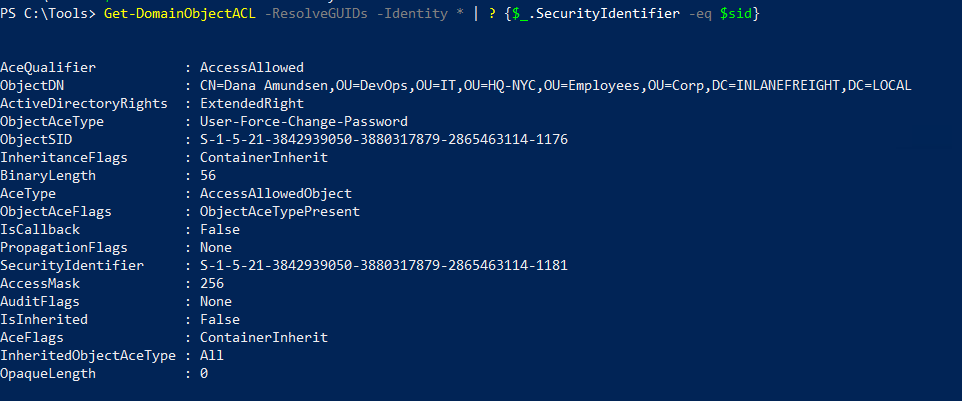 PS C:\Tools> Get-DomainObjectACL -ResolveGUIDs -Identity * | ? {$_.SecurityIdentifier -eq $sid}
AceQualifier : AccessAllowed
ObjectDN : CN=Dana Amundsen,OU=DevOps,OU=IT,OU=HQ-NYC,OU=Employees,OU=Corp,DC=INLANEFREIGHT,DC=LOCAL
ActiveDirectoryRights : ExtendedRight
ObjectAceType : User-Force-Change-Password
ObjectSID : S-1-5-21-3842939050-3880317879-2865463114-1176
InheritanceFlags : ContainerInherit
BinaryLength : 56
AceType : AccessAllowedObject
ObjectAceFlags : ObjectAceTypePresent
IsCallback : False
PropagationFlags : None
SecurityIdentifier : S-1-5-21-3842939050-3880317879-2865463114-1181
AccessMask : 256
AuditFlags : None
IsInherited : False
AceFlags : ContainerInherit
InheritedObjectAceType : All
OpaqueLength : 0